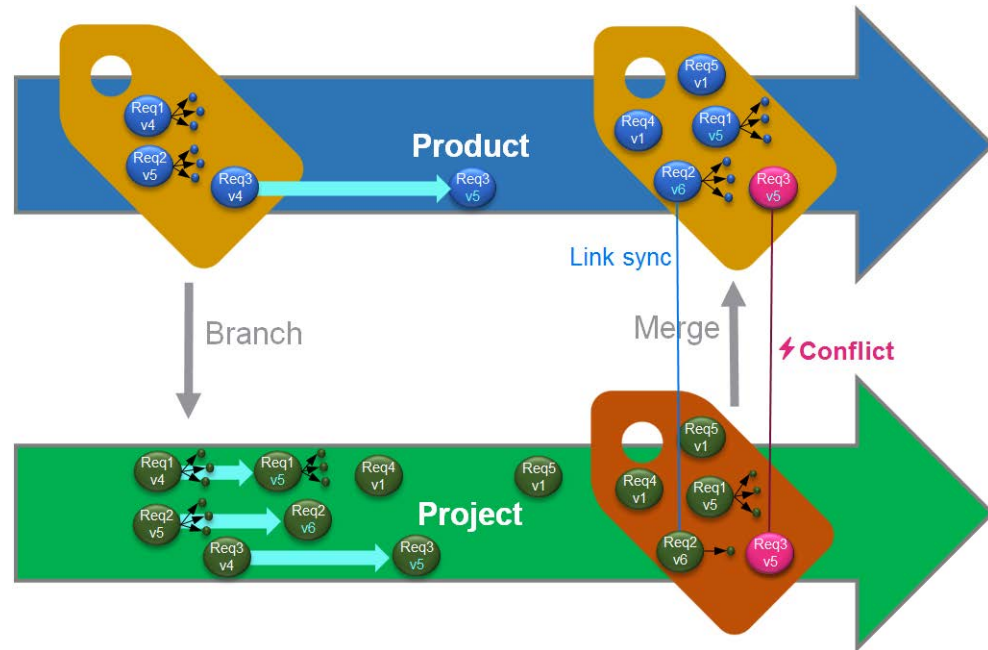 Req1
v4
Req2
v5
Req3
v4
Product
Req3
v5
Req5
v1
Req4
v1
Req1
v5
Req2
v6
Req3
v5
Link sync
Branch
Merge
Conflict
Req1
v4
Req1
v5
Req4
v1
Req5
v1
Req2
v5
Req2
v6
Project
Req3
v4
Req3
v5
Req5
v1
Req4
v1
Req1
v5
Req2
v6
Req3
v5